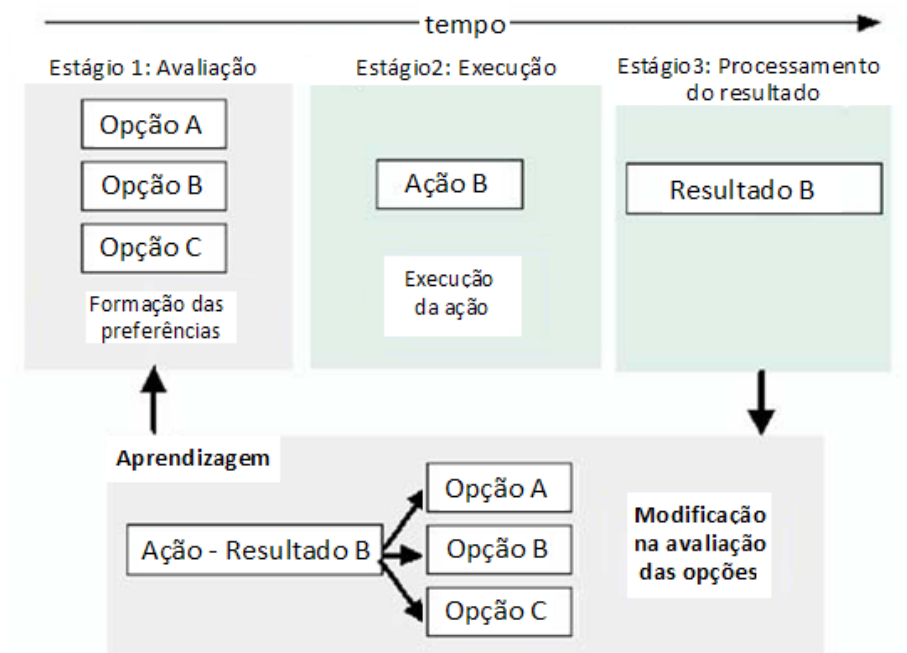 tempo
Estágio 1: Avaliação
Opção A
Opção B
Opção C
Formação das
preferências
Estágio2: Execução
Ação B
Execução
da ação
Estágio3: Processamento
do resultado
Resultado B
Aprendizagem
Ação - Resultado B
Opção A
Opção B
Opção C
Modificação
na avaliação
das opções